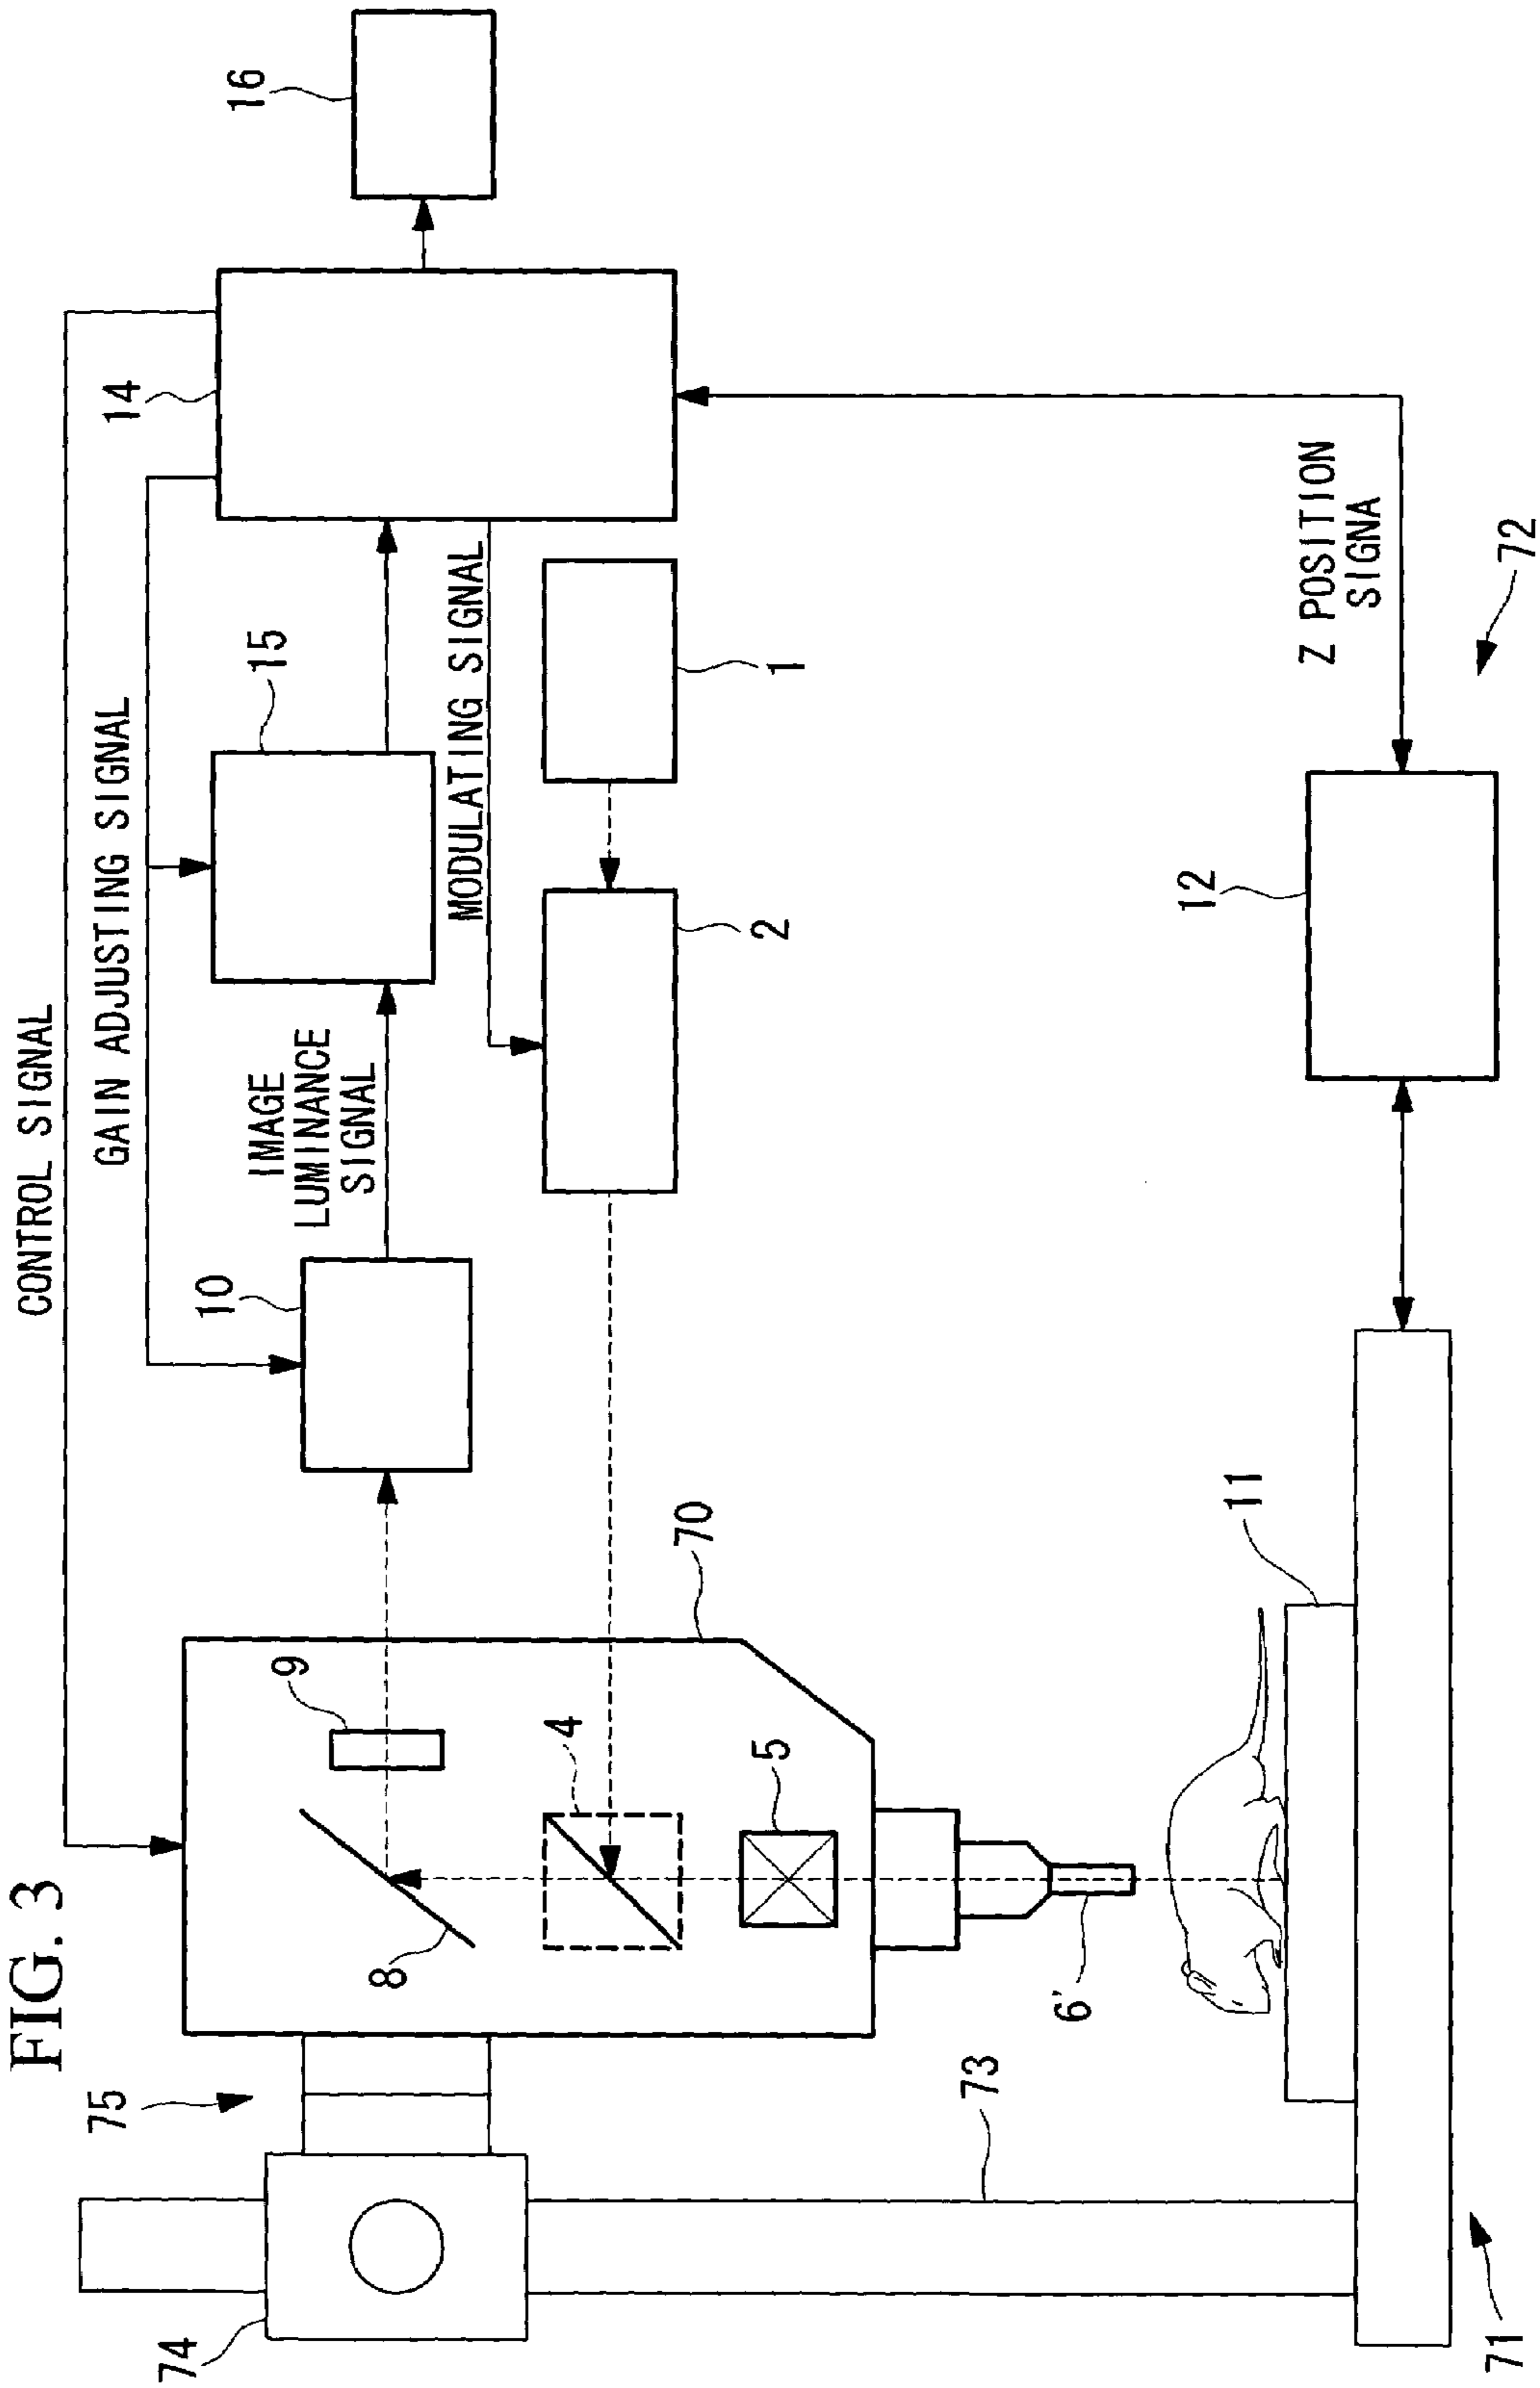 FIG. 3
CONTROL SIGNAL
GAIN ADJUSTING SIGNAL
75
74
14
16
15
10
IMAGE
LUMINANCE
SIGNAL
MODULATING SIGNAL
9
8
4
1
2
70
5
6'
73
11
12
Z POSITION
SIGNA
71
72